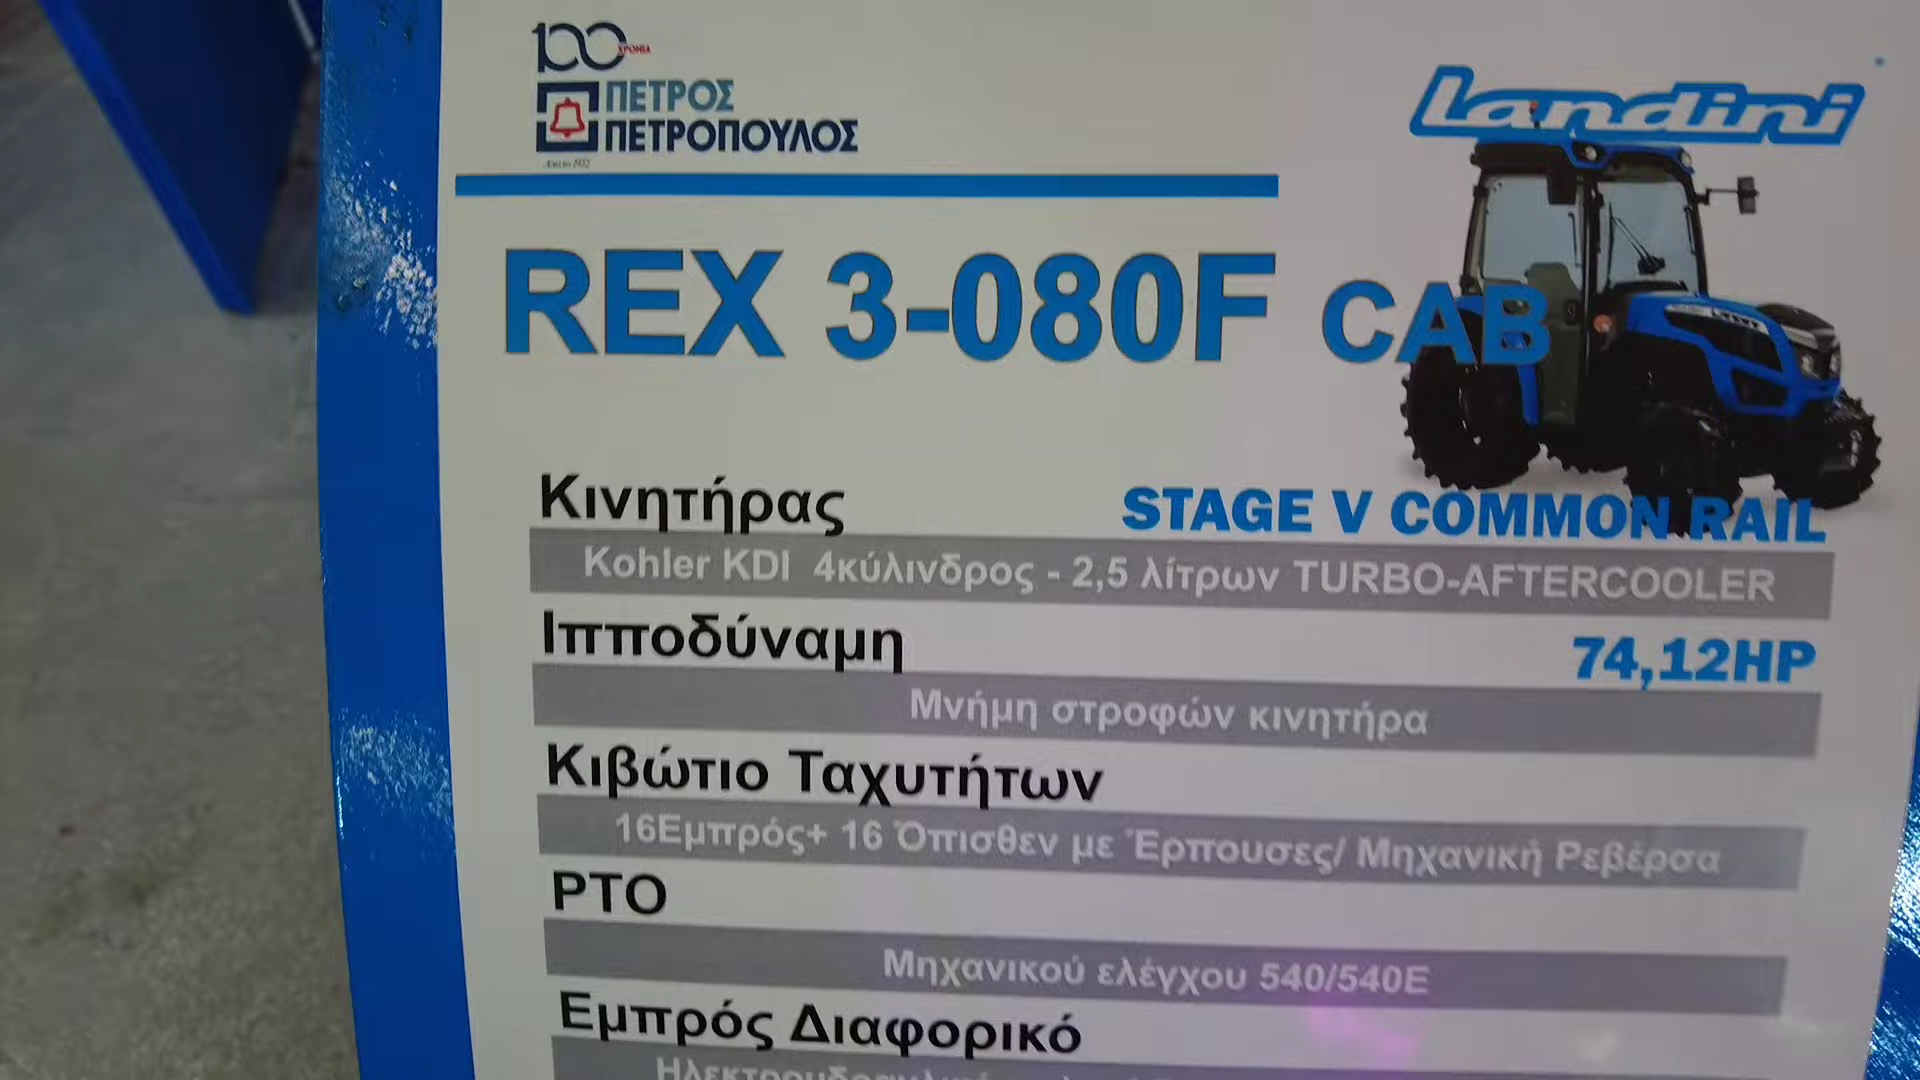 100 ΧΡΟΝΙΑ
ΠΕΤΡΟΣ
ΠΕΤΡΟΠΟΥΛΟΣ
Landini
REX 3-080F CAB
Κινητήρας STAGE V COMMON RAIL
Kohler KDI 4κύλινδρος - 2,5 λίτρων TURBO-AFTERCOOLER
Ιπποδύναμη 74,12HP
Μνήμη στροφών κινητήρα
Κιβώτιο Ταχυτήτων
16Εμπρός+ 16 Όπισθεν με Έρπουσες/ Μηχανική Ρεβέρσα
PTO
Μηχανικού ελέγχου 540/540E
Εμπρός Διαφορικό